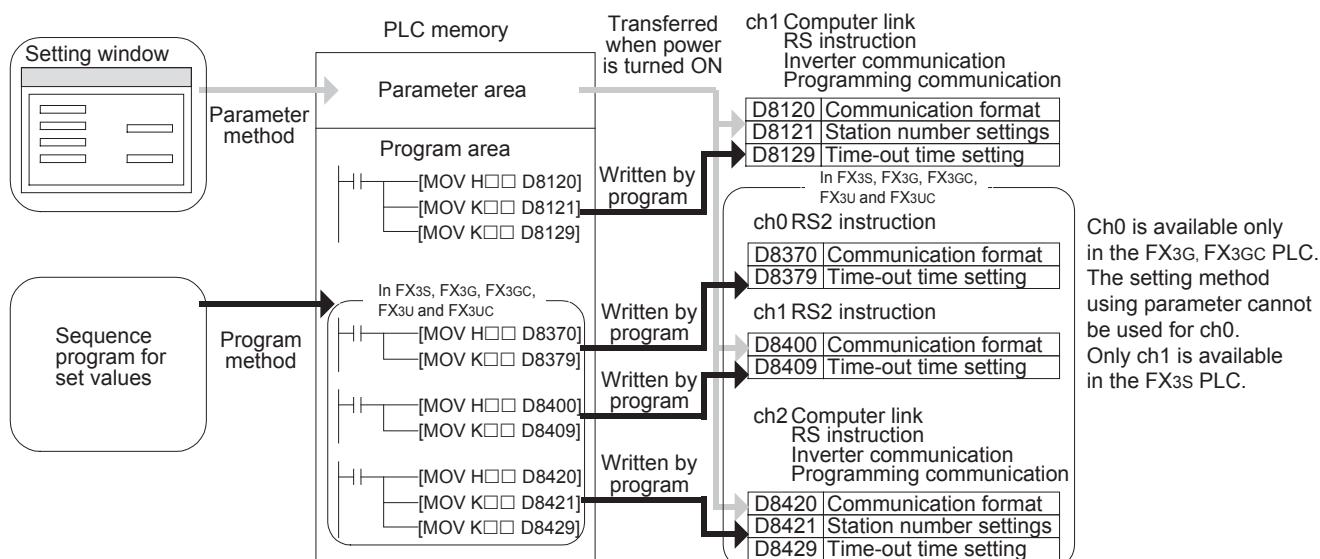 Setting window
Parameter
method
Sequence
program for
set values
Program
method
PLC memory
Parameter area
Program area
[MOV H□□ D8120]
[MOV K□□ D8121]
[MOV K□□ D8129]
In FX3S, FX3G, FX3GC,
FX3U and FX3UC
[MOV H□□ D8370]
[MOV K□□ D8379]
[MOV H□□ D8400]
[MOV K□□ D8409]
[MOV H□□ D8420]
[MOV K□□ D8421]
[MOV K□□ D8429]
Transferred
when power
is turned ON
Written by
program
Written by
program
Written by
program
Written by
program
ch1 Computer link
RS instruction
Inverter communication
Programming communication
D8120 Communication format
D8121 Station number settings
D8129 Time-out time setting
In FX3S, FX3G, FX3GC,
FX3U and FX3UC
ch0 RS2 instruction
D8370 Communication format
D8379 Time-out time setting
ch1 RS2 instruction
D8400 Communication format
D8409 Time-out time setting
ch2 Computer link
RS instruction
Inverter communication
Programming communication
D8420 Communication format
D8421 Station number settings
D8429 Time-out time setting
Ch0 is available only
in the FX3G, FX3GC PLC.
The setting method
using parameter cannot
be used for ch0.
Only ch1 is available
in the FX3S PLC.